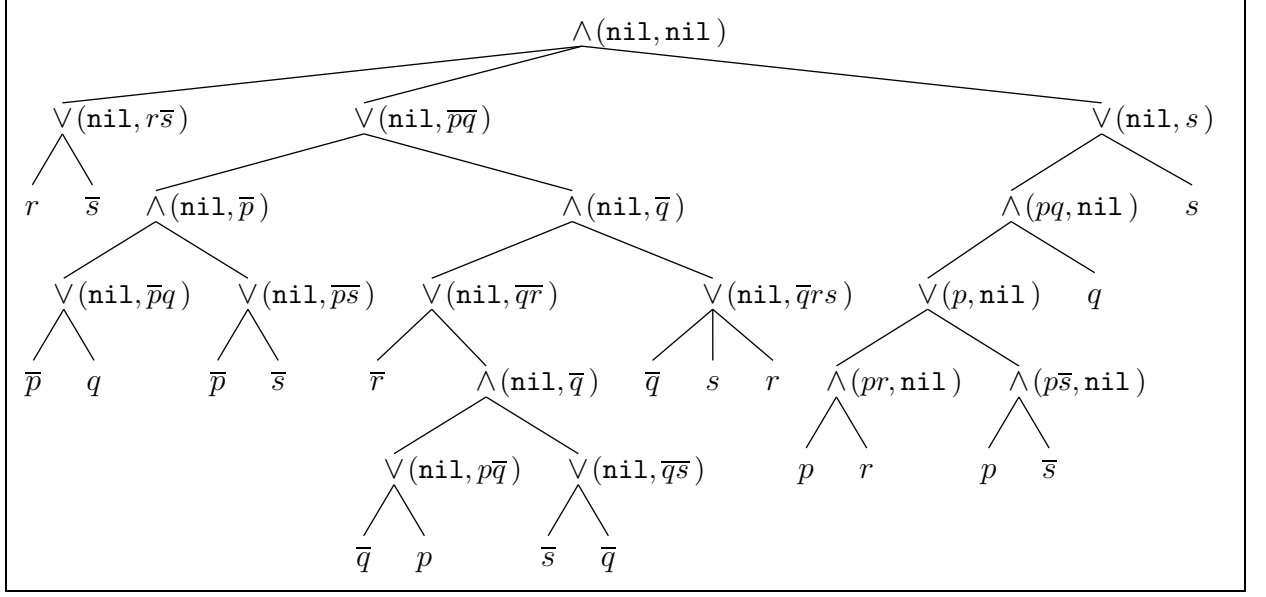 ∧(nil, nil)
∨(nil, rs̅) ∨(nil, p̅q̅) ∨(nil, s)
r s̅ ∧(nil, p̅) ∧(nil, q̅) ∧(pq, nil) s
∨(nil, p̅q) ∨(nil, p̅s̅) ∨(nil, q̅r̅) ∨(nil, q̅rs) ∨(p, nil) q
p̅ q p̅ s̅ r̅ ∧(nil, q̅) q̅ s r ∧(pr, nil) ∧(ps̅, nil)
∨(nil, pq̅) ∨(nil, q̅s̅) p r p s̅
q̅ p s̅ q̅